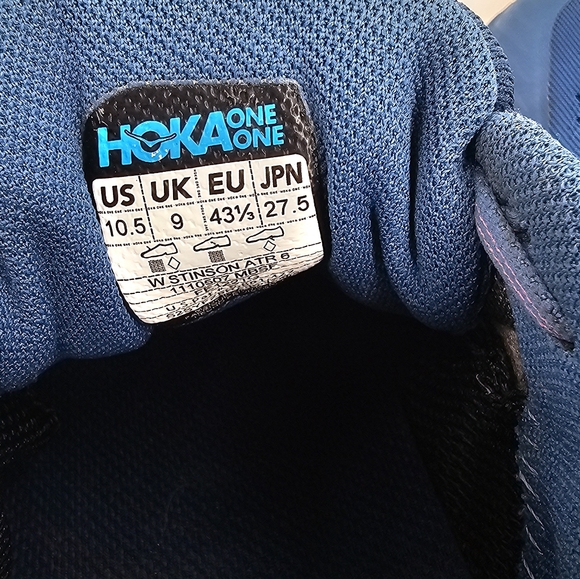 HOKA ONE ONE
US UK EU JPN
10.5 9 43⅓ 27.5
W STINSON ATR 6